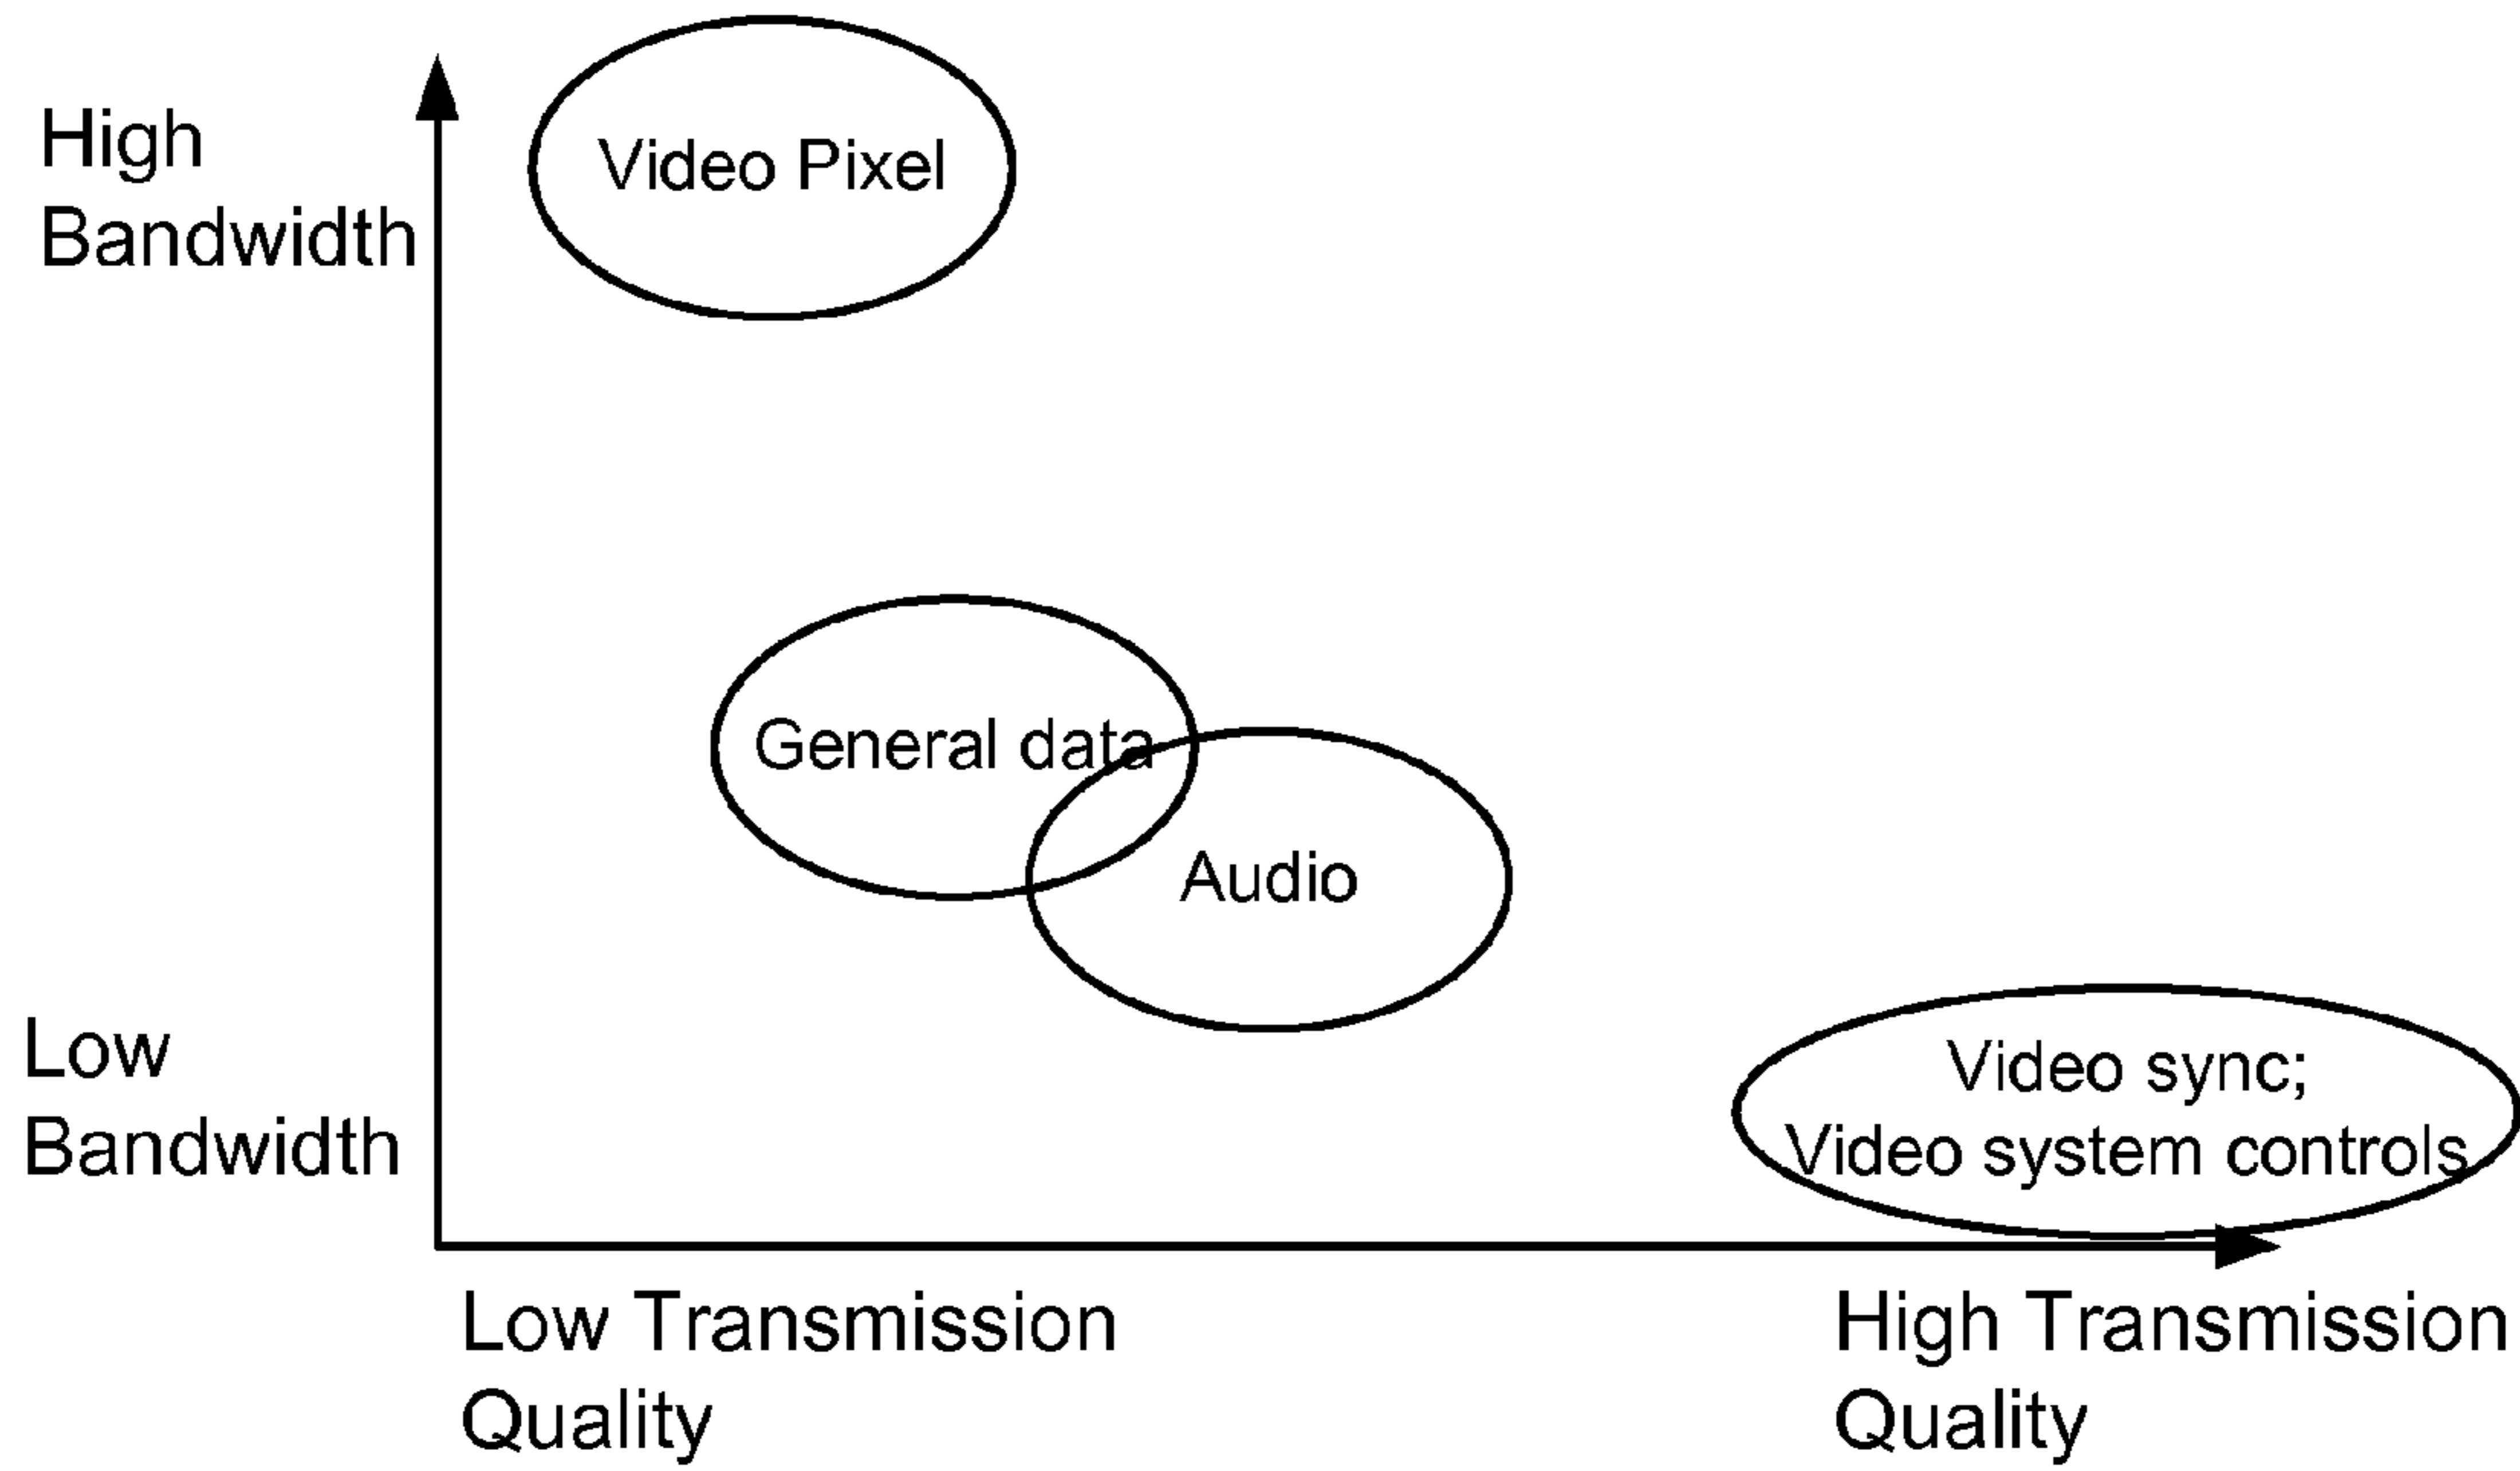 High
Bandwidth
Video Pixel
General data
Audio
Low
Bandwidth
Video sync;
Video system controls
Low Transmission
Quality
High Transmission
Quality